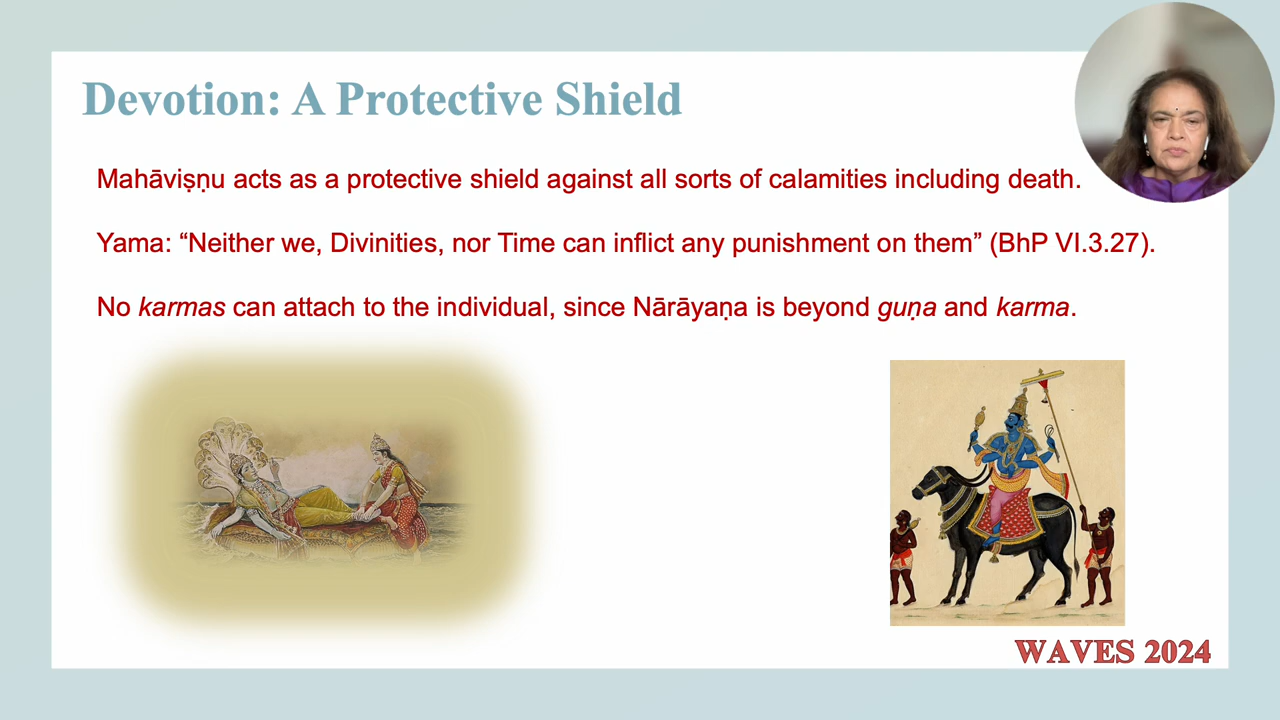 Devotion: A Protective Shield
Mahāviṣṇu acts as a protective shield against all sorts of calamities including death.
Yama: “Neither we, Divinities, nor Time can inflict any punishment on them” (BhP VI.3.27).
No karmas can attach to the individual, since Nārāyaṇa is beyond guṇa and karma.
WAVES 2024